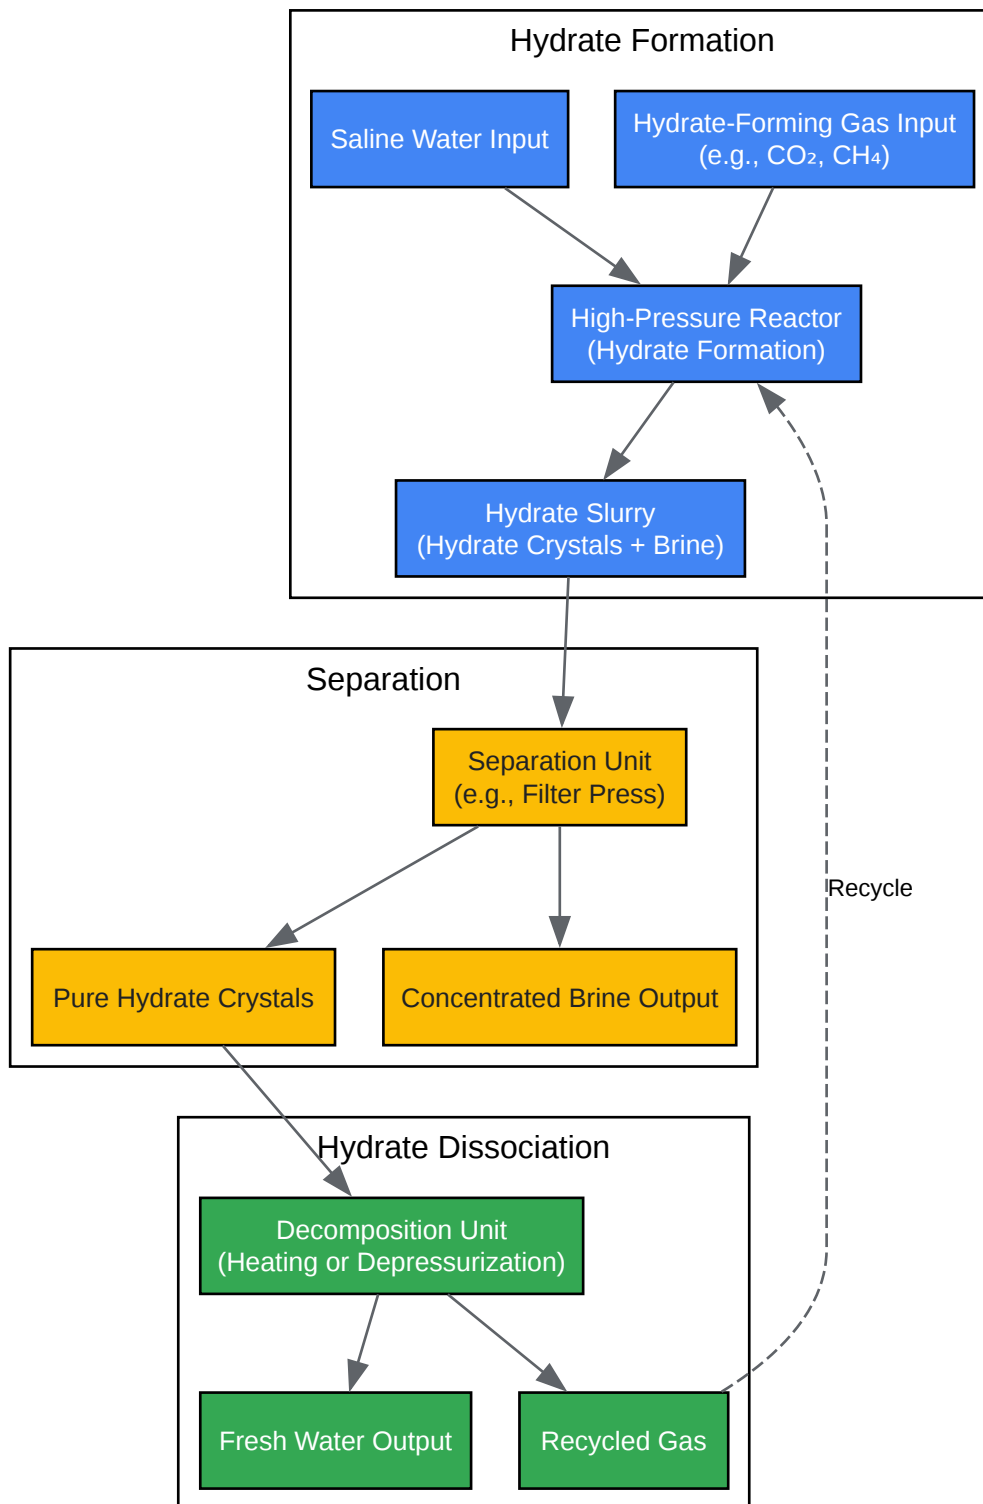 Hydrate Formation
Saline Water Input
Hydrate-Forming Gas Input
(e.g., CO₂, CH₄)
High-Pressure Reactor
(Hydrate Formation)
Hydrate Slurry
(Hydrate Crystals + Brine)
Separation
Separation Unit
(e.g., Filter Press)
Recycle
Pure Hydrate Crystals
Concentrated Brine Output
Hydrate Dissociation
Decomposition Unit
(Heating or Depressurization)
Fresh Water Output
Recycled Gas